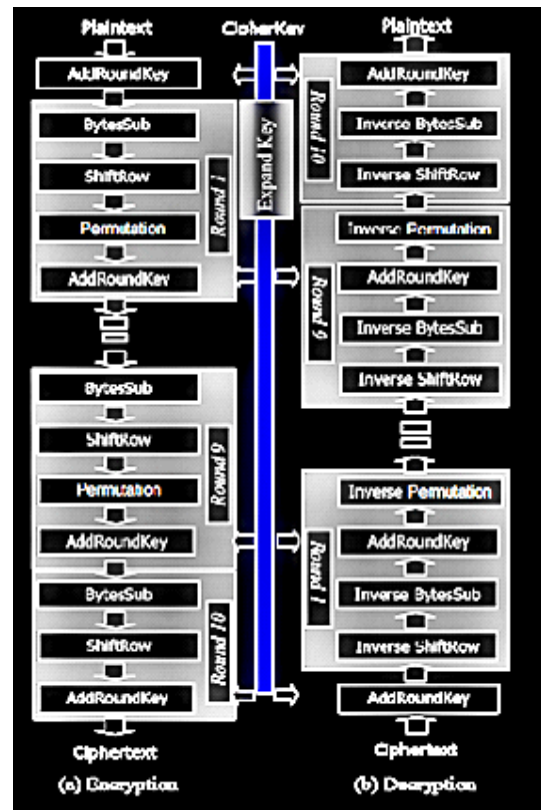 Plaintext
AddRoundKey
BytesSub
ShiftRow
Permutation
AddRoundKey
Round 1
BytesSub
ShiftRow
Permutation
AddRoundKey
Round 9
BytesSub
ShiftRow
AddRoundKey
Round 10
Ciphertext
(a) Encryption
CipherKey
Expand Key
Plaintext
AddRoundKey
Inverse BytesSub
Inverse ShiftRow
Round 10
Inverse Permutation
AddRoundKey
Inverse BytesSub
Inverse ShiftRow
Round 9
Inverse Permutation
AddRoundKey
Inverse BytesSub
Inverse ShiftRow
Round 1
AddRoundKey
Ciphertext
(b) Decryption